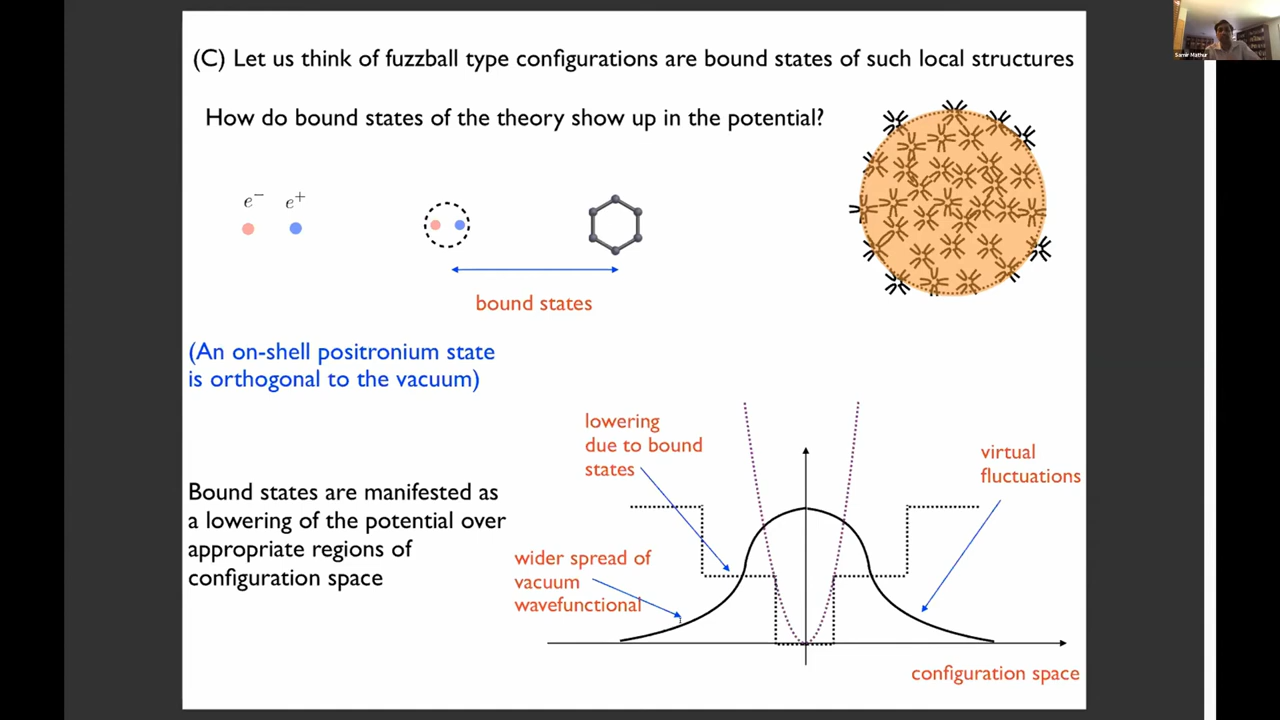 (C) Let us think of fuzzball type configurations are bound states of such local structures
How do bound states of the theory show up in the potential?
e⁻ e⁺
bound states
(An on-shell positronium state
is orthogonal to the vacuum)
lowering
due to bound
states
virtual
fluctuations
Bound states are manifested as
a lowering of the potential over
appropriate regions of
configuration space
wider spread of
vacuum
wavefunctional
configuration space
Samir Mathur